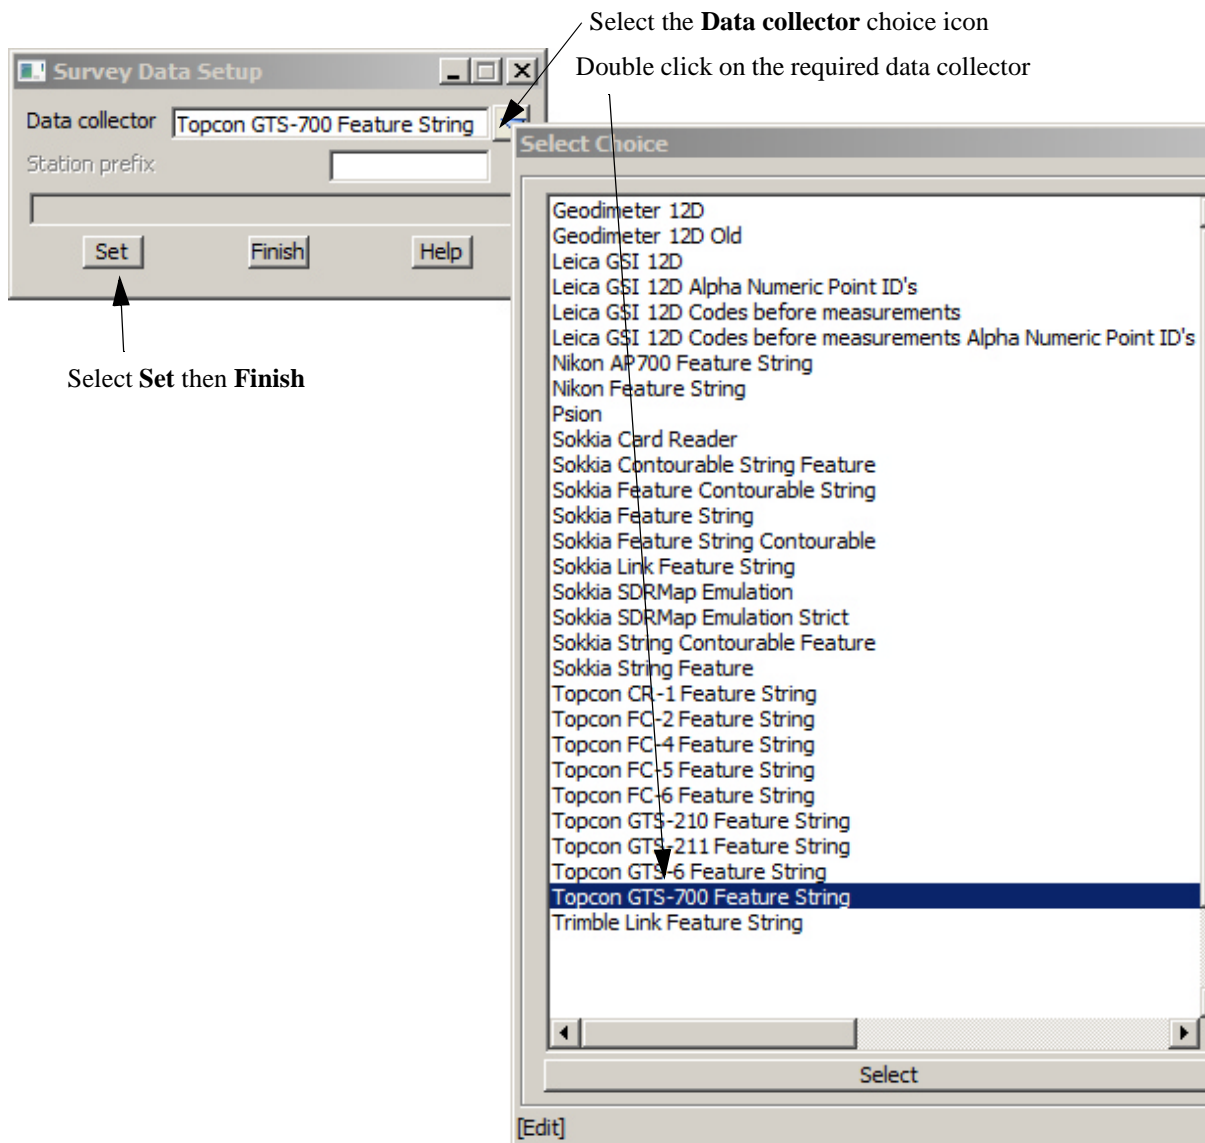 Select the Data collector choice icon
Double click on the required data collector
Survey Data Setup
Data collector Topcon GTS-700 Feature String
Station prefix
Set Finish Help
Select Set then Finish
Select Choice
Geodimeter 12D
Geodimeter 12D Old
Leica GSI 12D
Leica GSI 12D Alpha Numeric Point ID's
Leica GSI 12D Codes before measurements
Leica GSI 12D Codes before measurements Alpha Numeric Point ID's
Nikon AP700 Feature String
Nikon Feature String
Psion
Sokkia Card Reader
Sokkia Contourable String Feature
Sokkia Feature Contourable String
Sokkia Feature String
Sokkia Feature String Contourable
Sokkia Link Feature String
Sokkia SDRMap Emulation
Sokkia SDRMap Emulation Strict
Sokkia String Contourable Feature
Sokkia String Feature
Topcon CR-1 Feature String
Topcon FC-2 Feature String
Topcon FC-4 Feature String
Topcon FC-5 Feature String
Topcon FC-6 Feature String
Topcon GTS-210 Feature String
Topcon GTS-211 Feature String
Topcon GTS-6 Feature String
Topcon GTS-700 Feature String
Trimble Link Feature String
Select
[Edit]